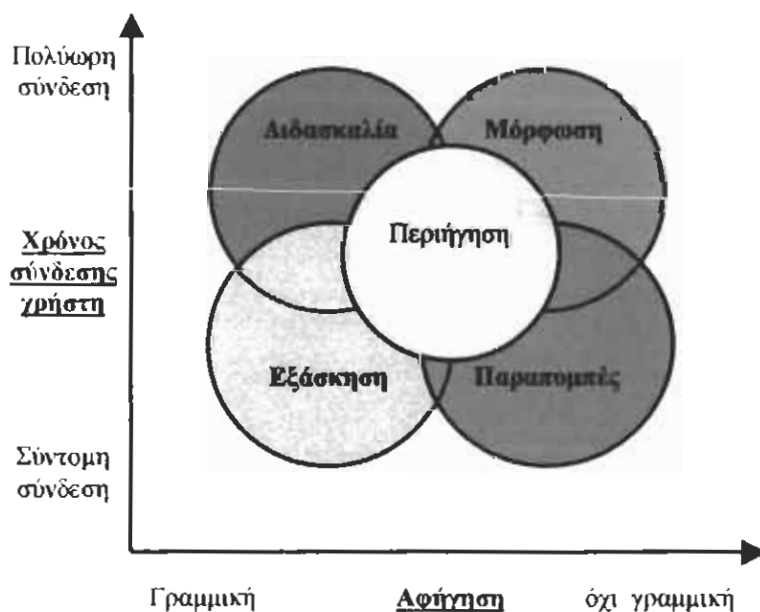 Πολύωρη
σύνδεση
Διδασκαλία
Μόρφωση
Περιήγηση
Χρόνος
σύνδεσης
χρήστη
Εξάσκηση
Παραπομπές
Σύντομη
σύνδεση
Γραμμική
Αφήγηση
όχι γραμμική